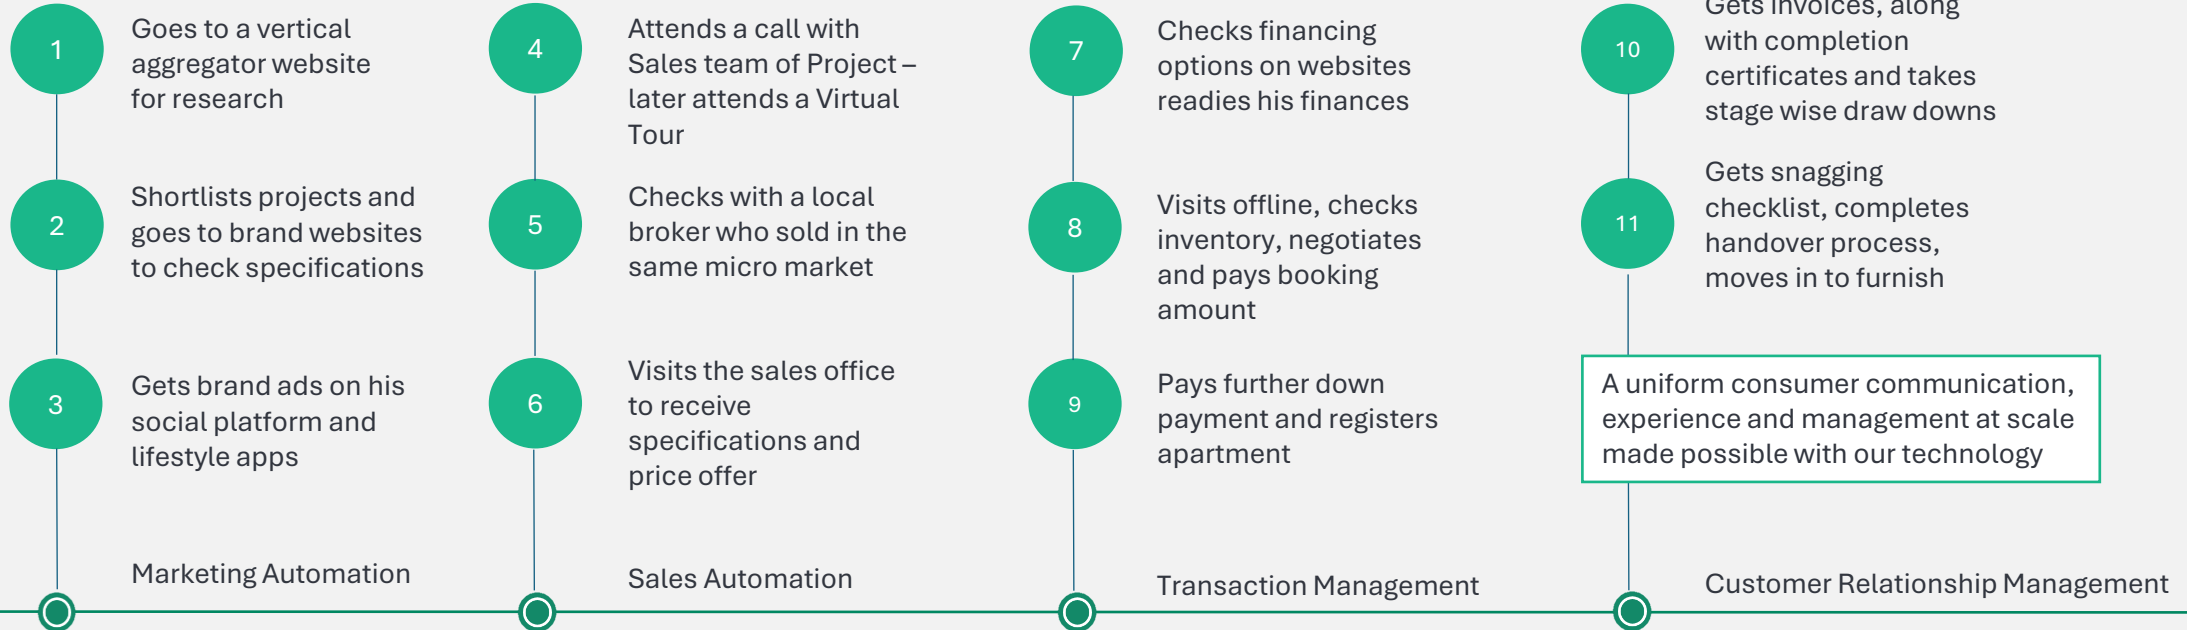 1
Goes to a vertical
aggregator website
for research
2
Shortlists projects and
goes to brand websites
to check specifications
3
Gets brand ads on his
social platform and
lifestyle apps
Marketing Automation
4
Attends a call with
Sales team of Project –
later attends a Virtual
Tour
5
Checks with a local
broker who sold in the
same micro market
6
Visits the sales office
to receive
specifications and
price offer
Sales Automation
7
Checks financing
options on websites
readies his finances
8
Visits offline, checks
inventory, negotiates
and pays booking
amount
9
Pays further down
payment and registers
apartment
Transaction Management
10
Gets invoices, along
with completion
certificates and takes
stage wise draw downs
11
Gets snagging
checklist, completes
handover process,
moves in to furnish
A uniform consumer communication,
experience and management at scale
made possible with our technology
Customer Relationship Management